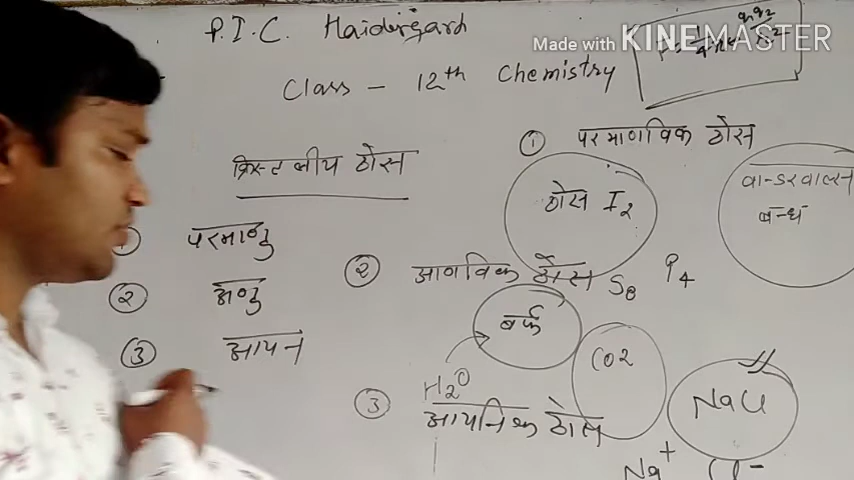 P.I.C. Haidergard
Made with KINEMASTER
Class - 12th Chemistry
क्रिस्टलीय ठोस
① परमाणु
② अणु
③ आयन
① परमाणविक ठोस
ठोस I2
वान्डरवाल्स
बन्ध
② आणविक ठोस S8 P4
बर्फ
H2O
CO2
③ आयनिक ठोस
NaCl
Na+ Cl-